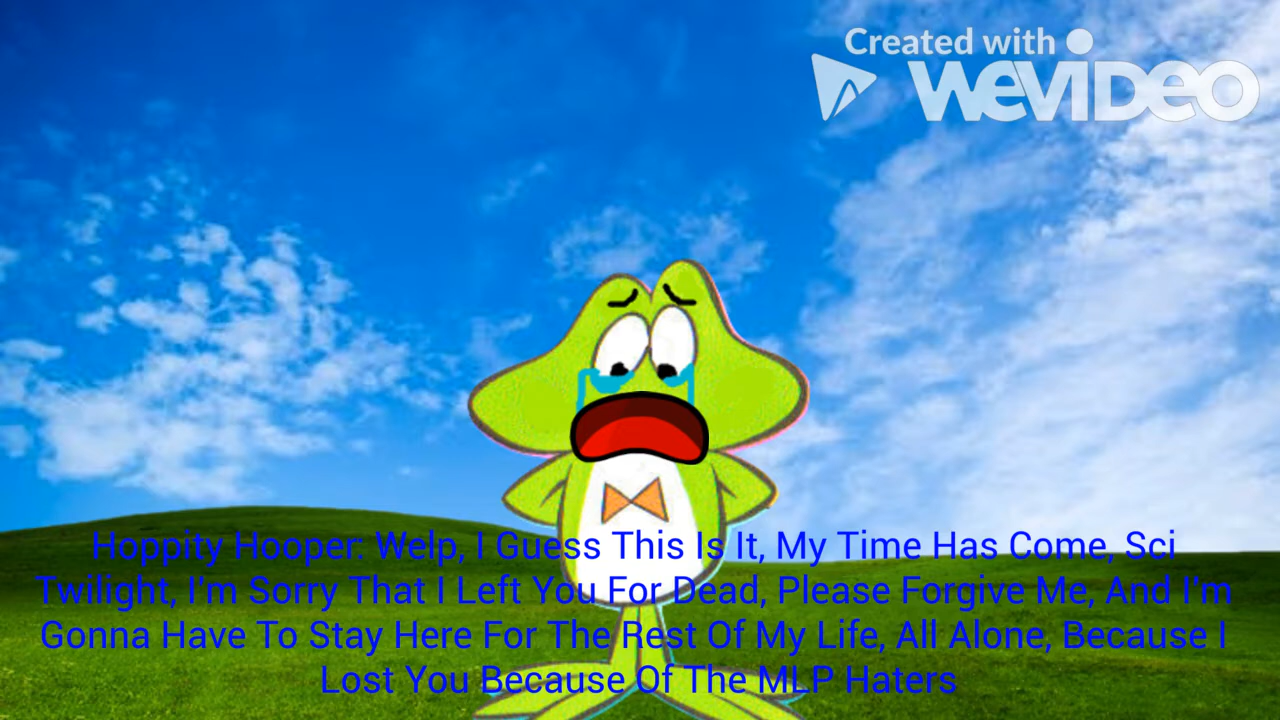 Created with
WeVideo
Hoppity Hooper: Welp, I Guess This Is It, My Time Has Come, Sci
Twilight, I'm Sorry That I Left You For Dead, Please Forgive Me, And I'm
Gonna Have To Stay Here For The Rest Of My Life, All Alone, Because I
Lost You Because Of The MLP Haters